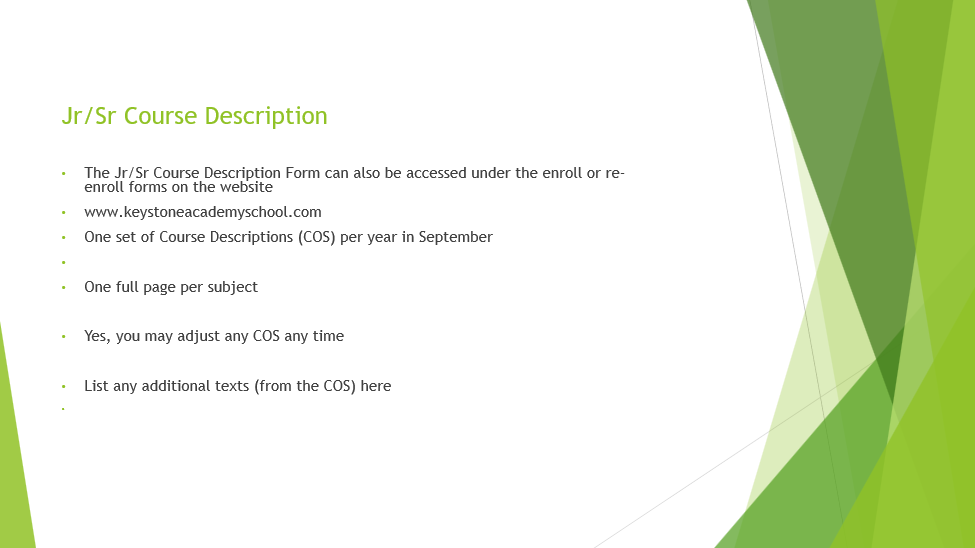 Jr/Sr Course Description
• The Jr/Sr Course Description Form can also be accessed under the enroll or re-
enroll forms on the website
• www.keystoneacademyschool.com
• One set of Course Descriptions (COS) per year in September
•
• One full page per subject
• Yes, you may adjust any COS any time
• List any additional texts (from the COS) here
•